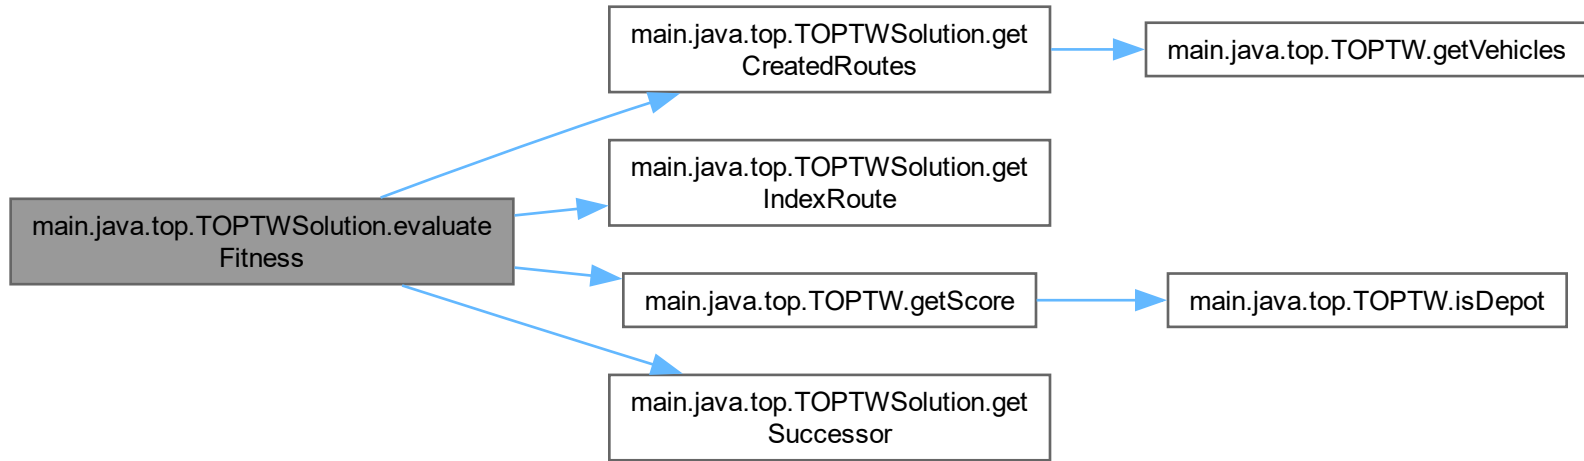 main.java.top.TOPTWSolution.evaluate
Fitness
main.java.top.TOPTWSolution.get
CreatedRoutes
main.java.top.TOPTW.getVehicles
main.java.top.TOPTWSolution.get
IndexRoute
main.java.top.TOPTW.getScore
main.java.top.TOPTW.isDepot
main.java.top.TOPTWSolution.get
Successor